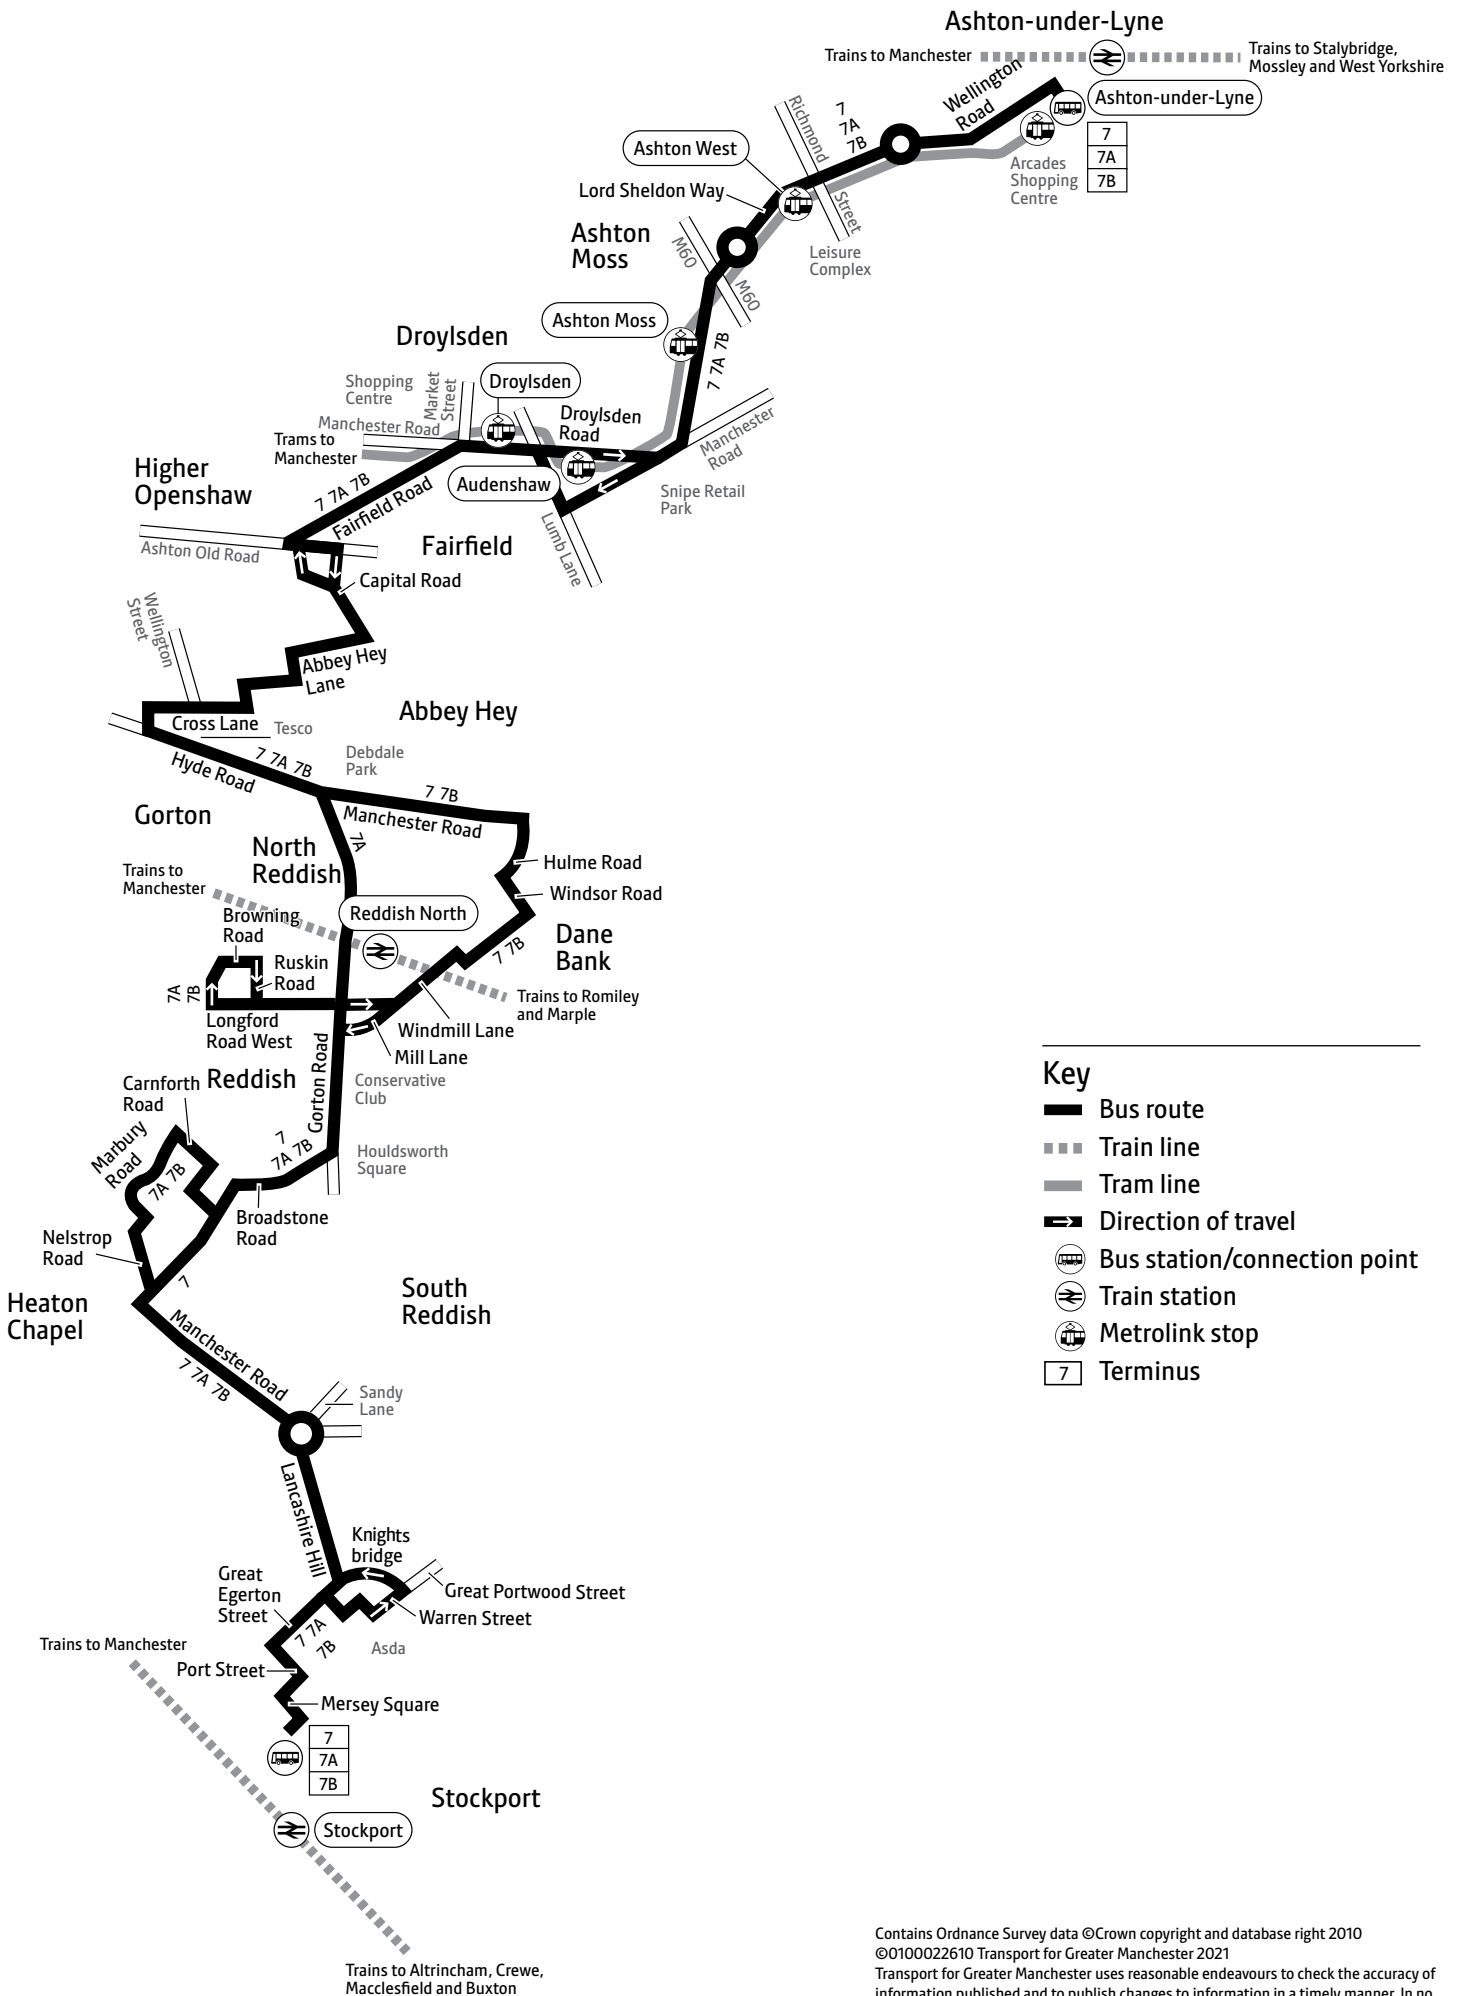 Ashton-under-Lyne
Trains to Manchester
Trains to Stalybridge,
Mossley and West Yorkshire
Wellington
Road
Ashton-under-Lyne
7
7A
7B
Arcades
Shopping
Centre
Richmond
Street
7
7A
7B
Ashton West
Lord Sheldon Way
Ashton
Moss
M60
M60
Leisure
Complex
Ashton Moss
7 7A 7B
Droylsden
Shopping
Centre
Market
Street
Droylsden
Droylsden
Road
Manchester Road
Manchester
Road
Trams to
Manchester
Higher
Openshaw
7 7A 7B
Fairfield Road
Audenshaw
Snipe Retail
Park
Lumb Lane
Ashton Old Road
Fairfield
Capital Road
Wellington
Street
Abbey Hey
Lane
Abbey Hey
Cross Lane
Tesco
Hyde Road
7 7A 7B
Debdale
Park
7 7B
Manchester Road
Gorton
North
Reddish
7A
Hulme Road
Windsor Road
Trains to
Manchester
Reddish North
Browning
Road
Dane
Bank
7 7B
Ruskin
Road
7A
7B
Trains to Romiley
and Marple
Longford
Road West
Windmill Lane
Mill Lane
Gorton Road
Reddish
Conservative
Club
Carnforth
Road
Marbury
Road
7A 7B
7
7A 7B
Houldsworth
Square
Broadstone
Road
Nelstrop
Road
7
Heaton
Chapel
South
Reddish
Manchester Road
7 7A 7B
Sandy
Lane
Lancashire Hill
Knights
bridge
Great
Egerton
Street
Great Portwood Street
Warren Street
7 7A
7B
Asda
Trains to Manchester
Port Street
Mersey Square
7
7A
7B
Stockport
Stockport
Trains to Altrincham, Crewe,
Macclesfield and Buxton
Key
Bus route
Train line
Tram line
Direction of travel
Bus station/connection point
Train station
Metrolink stop
7
Terminus
Contains Ordnance Survey data ©Crown copyright and database right 2010
©0100022610 Transport for Greater Manchester 2021
Transport for Greater Manchester uses reasonable endeavours to check the accuracy of
information published and to publish changes to information in a timely manner. In no